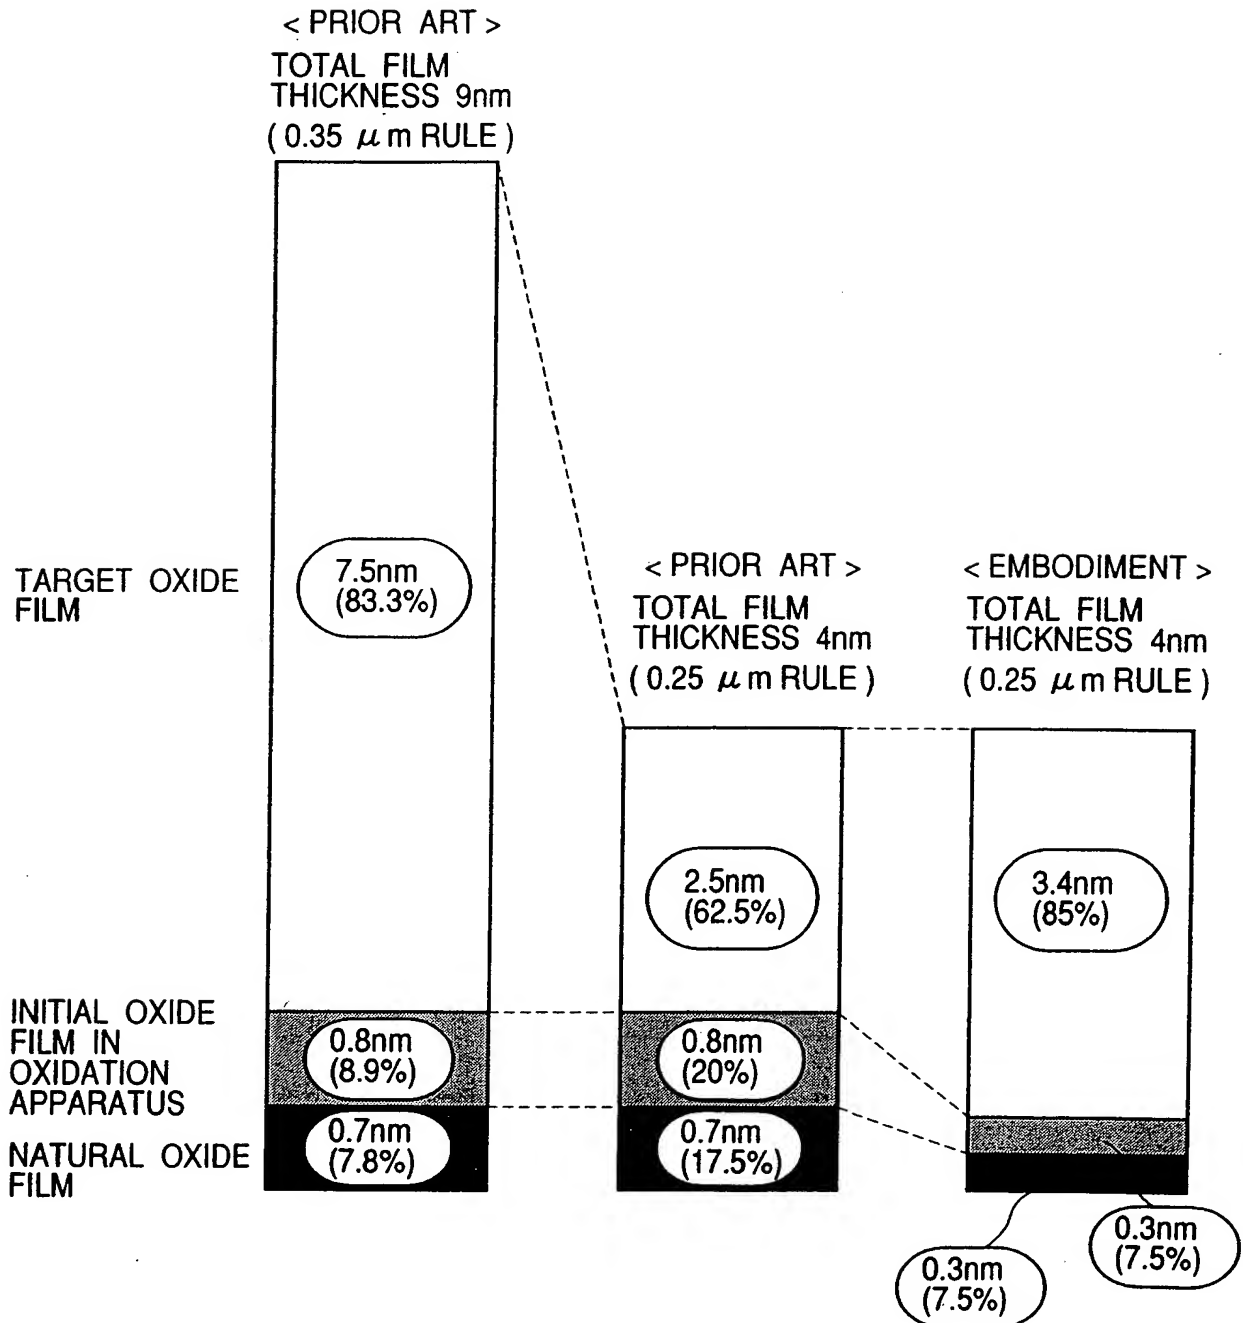 < PRIOR ART >
TOTAL FILM
THICKNESS 9nm
( 0.35 μm RULE )
TARGET OXIDE
FILM
7.5nm
(83.3%)
< PRIOR ART >
TOTAL FILM
THICKNESS 4nm
( 0.25 μm RULE )
< EMBODIMENT >
TOTAL FILM
THICKNESS 4nm
( 0.25 μm RULE )
2.5nm
(62.5%)
3.4nm
(85%)
INITIAL OXIDE
FILM IN
OXIDATION
APPARATUS
0.8nm
(8.9%)
0.8nm
(20%)
NATURAL OXIDE
FILM
0.7nm
(7.8%)
0.7nm
(17.5%)
0.3nm
(7.5%)
0.3nm
(7.5%)